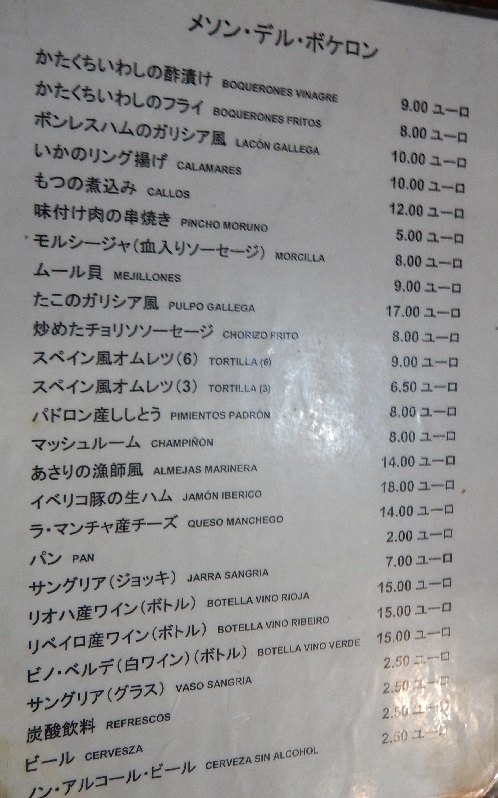 メソン・デル・ボケロン
かたくちいわしの酢漬け BOQUERONES VINAGRE 9.00 ユーロ
かたくちいわしのフライ BOQUERONES FRITOS 8.00 ユーロ
ボンレスハムのガリシア風 LACÓN GALLEGA 10.00 ユーロ
いかのリング揚げ CALAMARES 10.00 ユーロ
もつの煮込み CALLOS 12.00 ユーロ
味付け肉の串焼き PINCHO MORUNO 5.00 ユーロ
モルシージャ(血入りソーセージ) MORCILLA 8.00 ユーロ
ムール貝 MEJILLONES 9.00 ユーロ
たこのガリシア風 PULPO GALLEGA 17.00 ユーロ
炒めたチョリソソーセージ CHORIZO FRITO 8.00 ユーロ
スペイン風オムレツ(6) TORTILLA (6) 9.00 ユーロ
スペイン風オムレツ(3) TORTILLA (3) 6.50 ユーロ
パドロン産ししとう PIMIENTOS PADRÓN 8.00 ユーロ
マッシュルーム CHAMPIÑON 8.00 ユーロ
あさりの漁師風 ALMEJAS MARINERA 14.00 ユーロ
イベリコ豚の生ハム JAMÓN IBERICO 18.00 ユーロ
ラ・マンチャ産チーズ QUESO MANCHEGO 14.00 ユーロ
パン PAN 2.00 ユーロ
サングリア(ジョッキ) JARRA SANGRIA 7.00 ユーロ
リオハ産ワイン(ボトル) BOTELLA VINO RIOJA 15.00 ユーロ
リベイロ産ワイン(ボトル) BOTELLA VINO RIBEIRO 15.00 ユーロ
ビノ・ベルデ(白ワイン)(ボトル) BOTELLA VINO VERDE 15.00 ユーロ
サングリア(グラス) VASO SANGRIA 2.50 ユーロ
炭酸飲料 REFRESCOS 2.50 ユーロ
ビール CERVESZA 2.50 ユーロ
ノン・アルコール・ビール CERVEZA SIN ALCOHOL 2.50 ユーロ